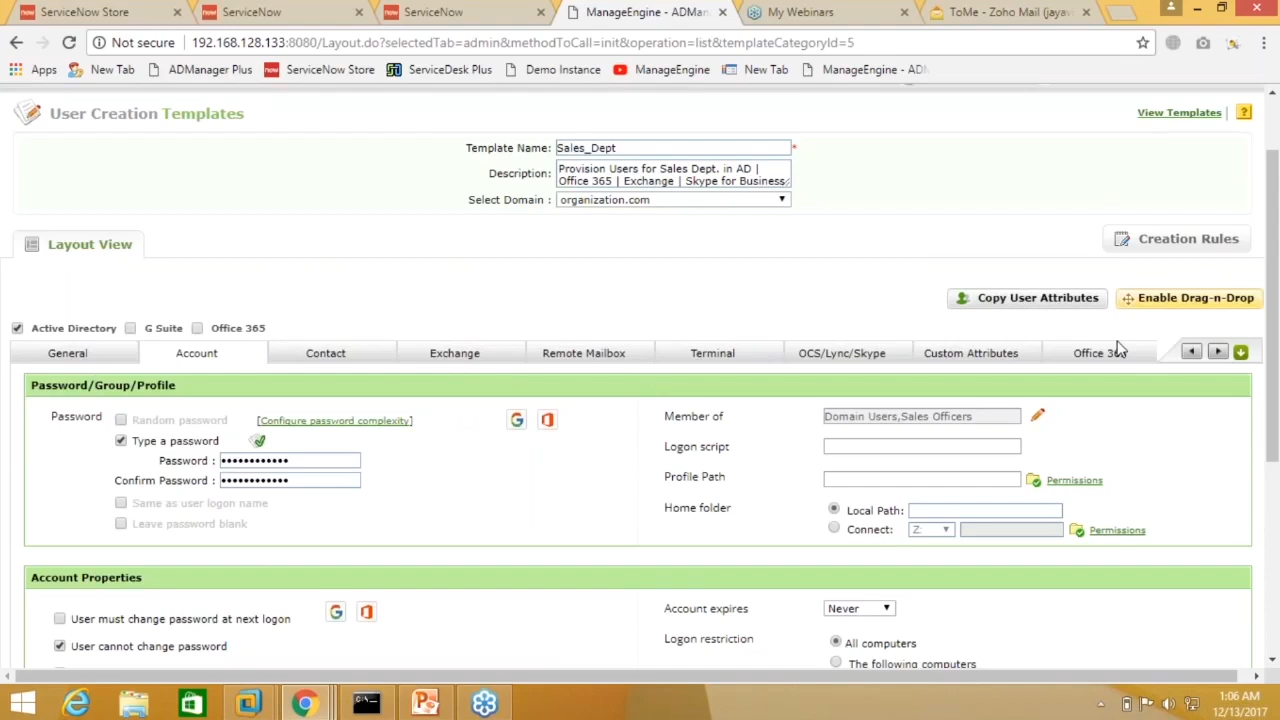 now ServiceNow Store
now ServiceNow
now ServiceNow
ManageEngine - ADMan
My Webinars
ToMe - Zoho Mail (jayavi
Not secure
192.168.128.133:8080/Layout.do?selectedTab=admin&methodToCall=init&operation=list&templateCategoryId=5
Apps
New Tab
ADManager Plus
now ServiceNow Store
ServiceDesk Plus
Demo Instance
ManageEngine
New Tab
ManageEngine - ADM
User Creation Templates
View Templates
?
Template Name: Sales_Dept *
Description: Provision Users for Sales Dept. in AD |
Office 365 | Exchange | Skype for Business
Select Domain : organization.com
Layout View
Creation Rules
Copy User Attributes
Enable Drag-n-Drop
Active Directory
G Suite
Office 365
General
Account
Contact
Exchange
Remote Mailbox
Terminal
OCS/Lync/Skype
Custom Attributes
Password/Group/Profile
Password
Random password
[Configure password complexity]
Type a password
Password :
Confirm Password :
Same as user logon name
Leave password blank
Member of
Domain Users,Sales Officers
Logon script
Profile Path
Permissions
Home folder
Local Path:
Connect:
Z:
Permissions
Account Properties
User must change password at next logon
User cannot change password
Account expires
Never
Logon restriction
All computers
The following computers
1:06 AM
12/13/2017